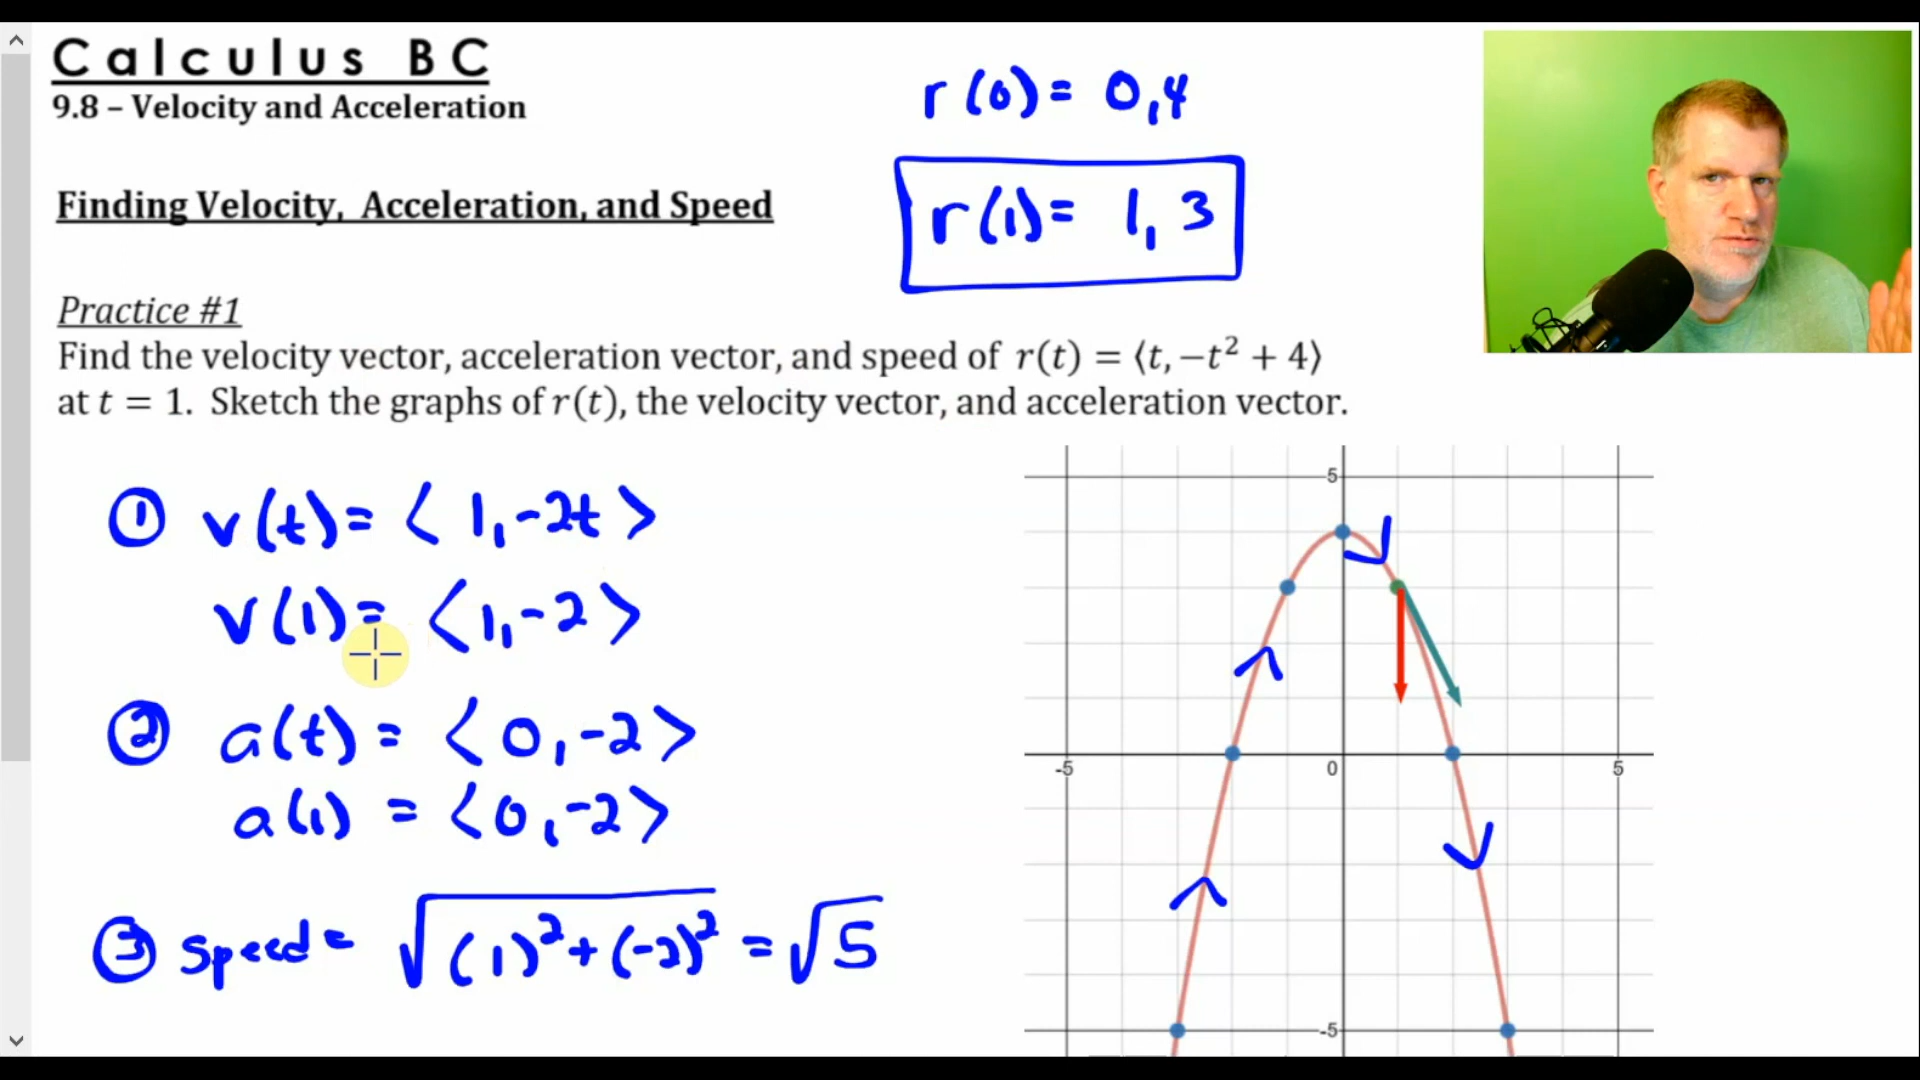 Calculus BC
9.8 – Velocity and Acceleration
r(0)= 0,4
r(1)= 1, 3
Finding Velocity, Acceleration, and Speed
Practice #1
Find the velocity vector, acceleration vector, and speed of r(t) = ⟨t, −t² + 4⟩
at t = 1. Sketch the graphs of r(t), the velocity vector, and acceleration vector.
① v(t)= ⟨ 1, -2t ⟩
v(1)= ⟨ 1, -2 ⟩
② a(t) = ⟨ 0, -2 ⟩
a(1) = ⟨ 0, -2 ⟩
③ speed = √((1)² + (-2)²) = √5
5
-5 0 5
-5